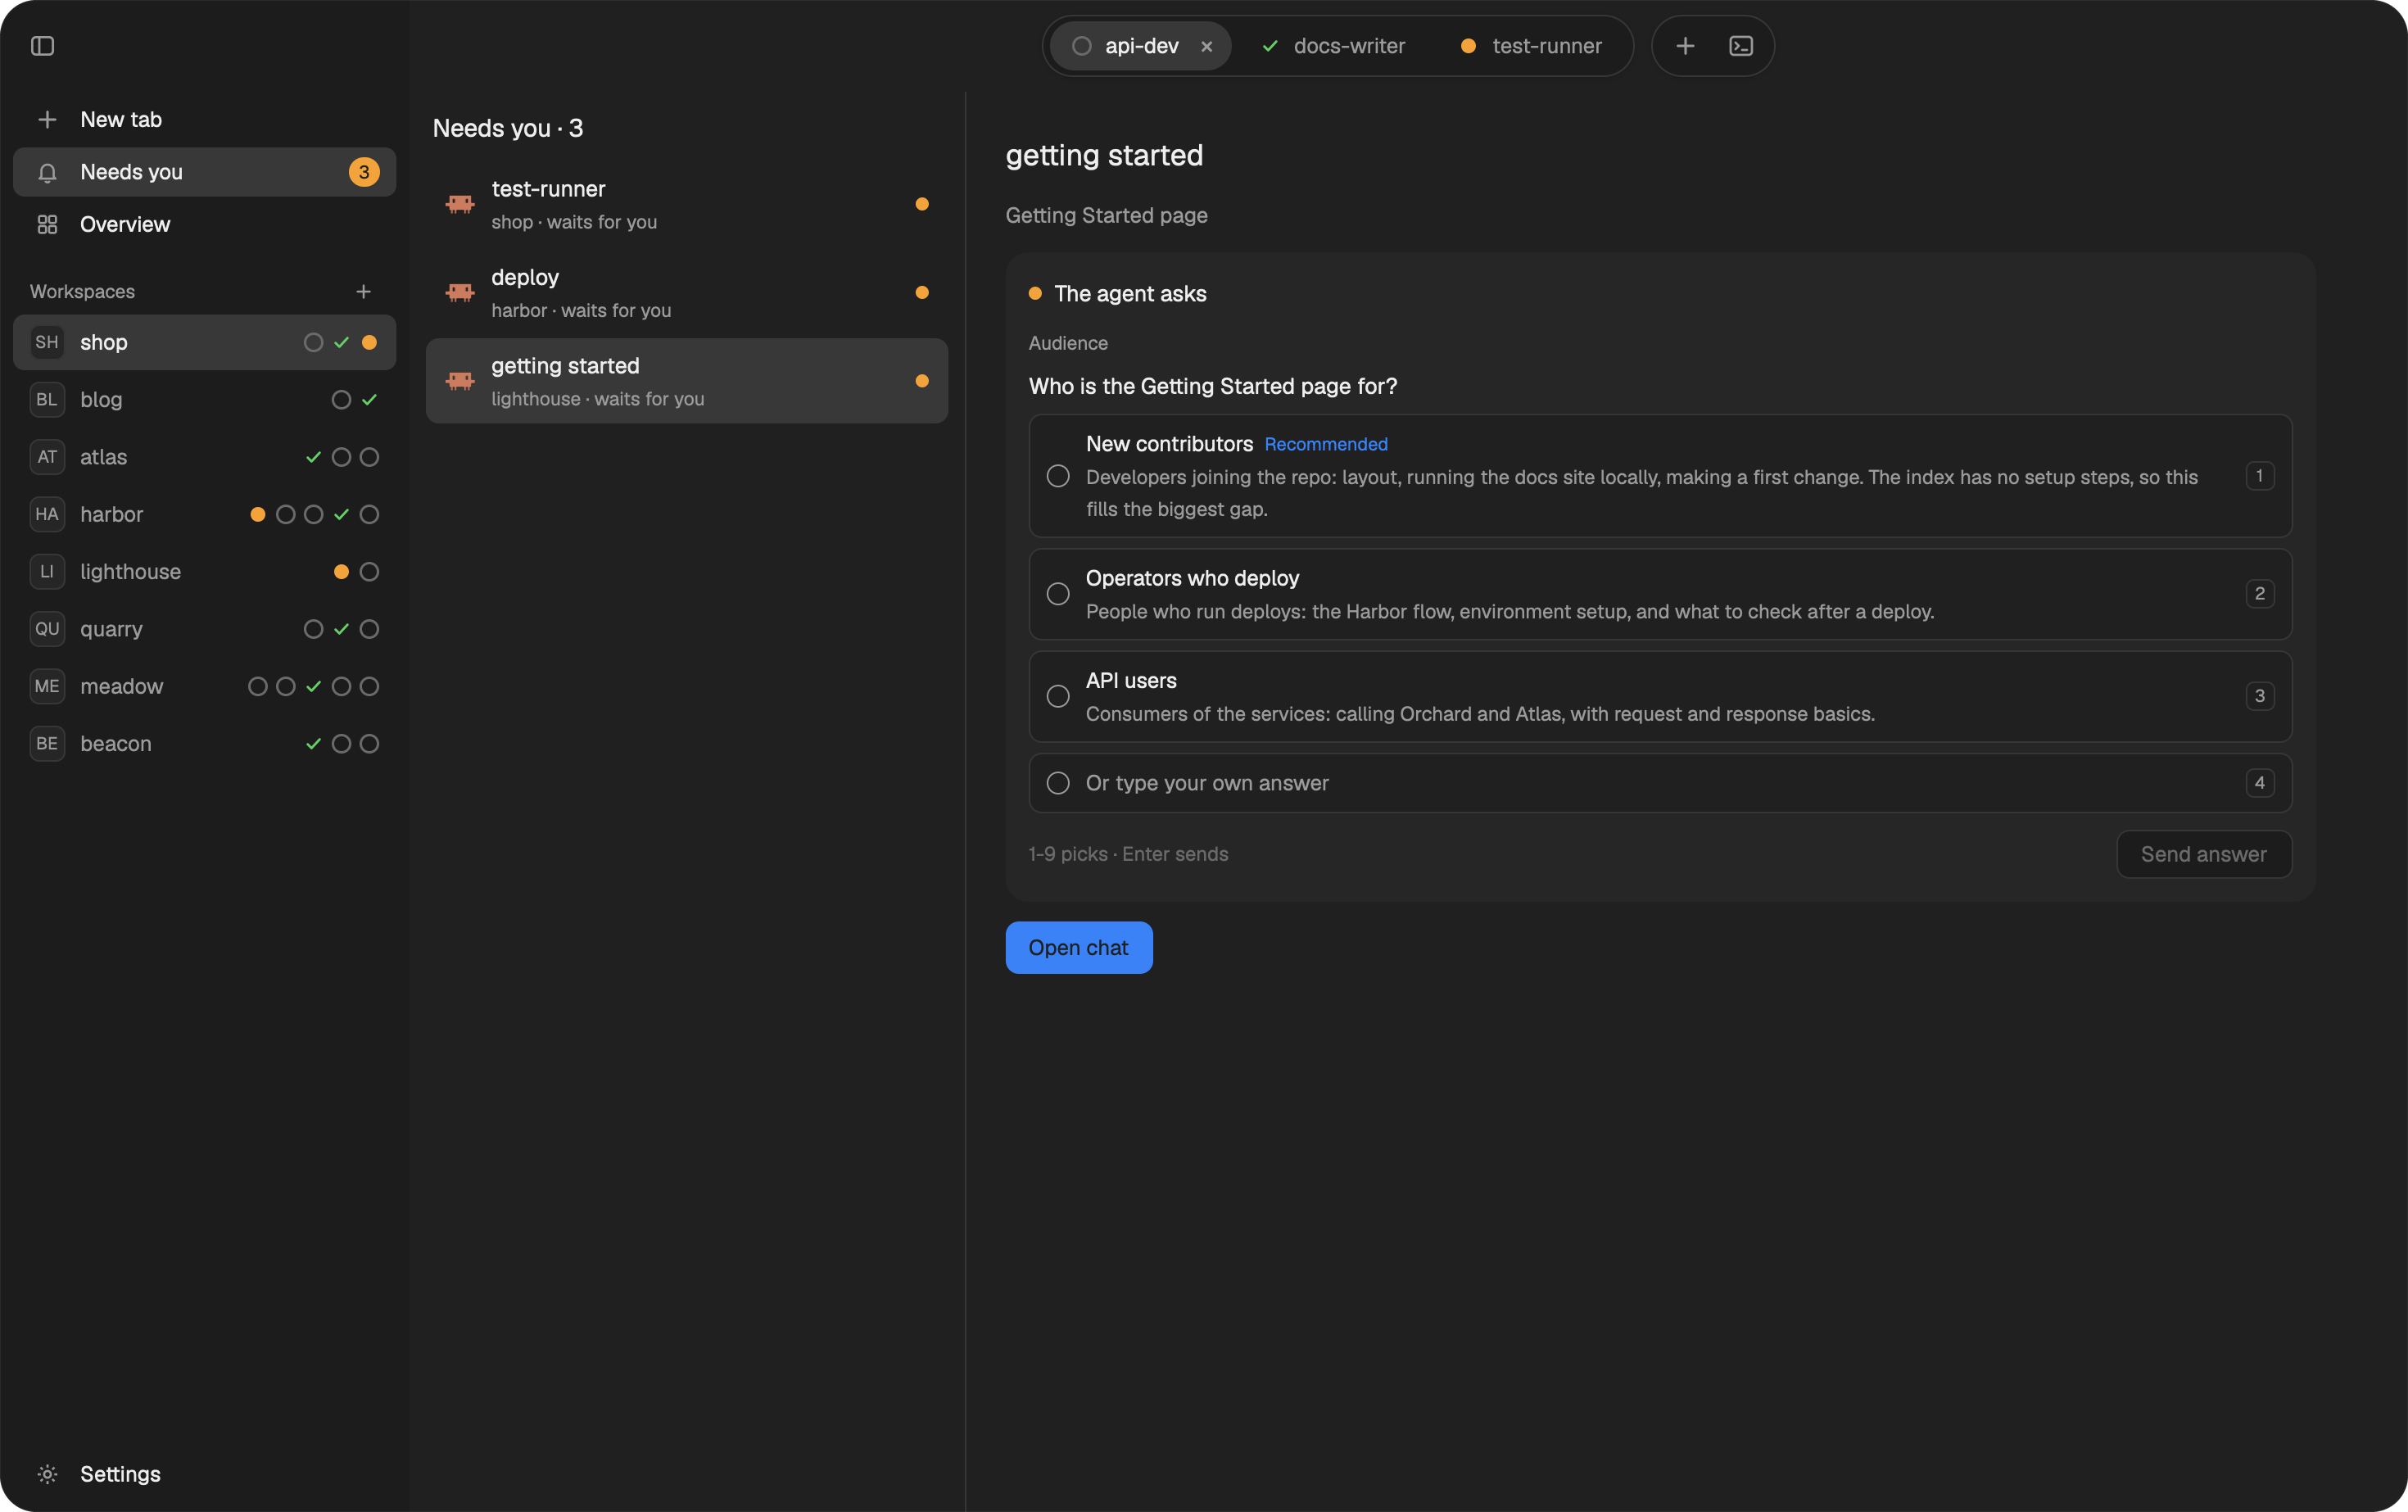 api-dev
docs-writer
test-runner
New tab
Needs you
3
Overview
Workspaces
SH shop
BL blog
AT atlas
HA harbor
LI lighthouse
QU quarry
ME meadow
BE beacon
Settings
Needs you · 3
test-runner
shop · waits for you
deploy
harbor · waits for you
getting started
lighthouse · waits for you
getting started
Getting Started page
The agent asks
Audience
Who is the Getting Started page for?
New contributors Recommended
Developers joining the repo: layout, running the docs site locally, making a first change. The index has no setup steps, so this
fills the biggest gap.
1
Operators who deploy
People who run deploys: the Harbor flow, environment setup, and what to check after a deploy.
2
API users
Consumers of the services: calling Orchard and Atlas, with request and response basics.
3
Or type your own answer
4
1-9 picks · Enter sends
Send answer
Open chat